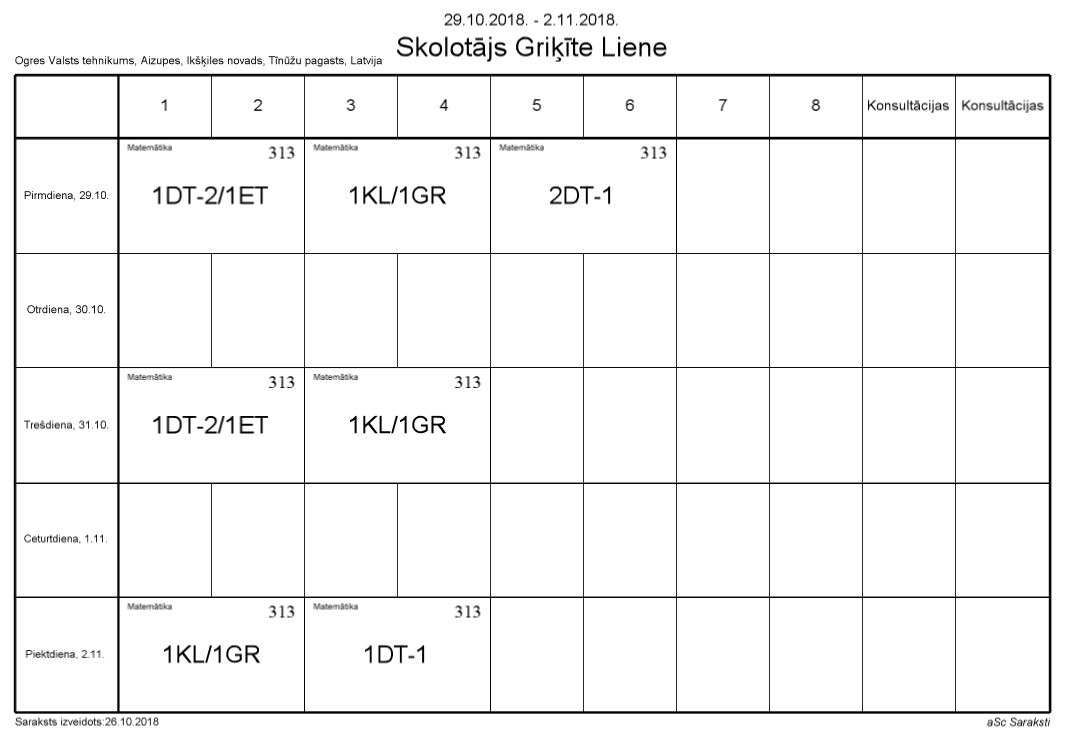 29.10.2018. - 2.11.2018.
Skolotājs Griķīte Liene
Ogres Valsts tehnikums, Aizupes, Ikšķiles novads, Tīnūžu pagasts, Latvija
1 2 3 4 5 6 7 8 Konsultācijas Konsultācijas
Matemātika 313 Matemātika 313 Matemātika 313
Pirmdiena, 29.10. 1DT-2/1ET 1KL/1GR 2DT-1
Otrdiena, 30.10.
Matemātika 313 Matemātika 313
Trešdiena, 31.10. 1DT-2/1ET 1KL/1GR
Ceturtdiena, 1.11.
Matemātika 313 Matemātika 313
Piektdiena, 2.11. 1KL/1GR 1DT-1
Saraksts izveidots:26.10.2018 aSc Saraksti